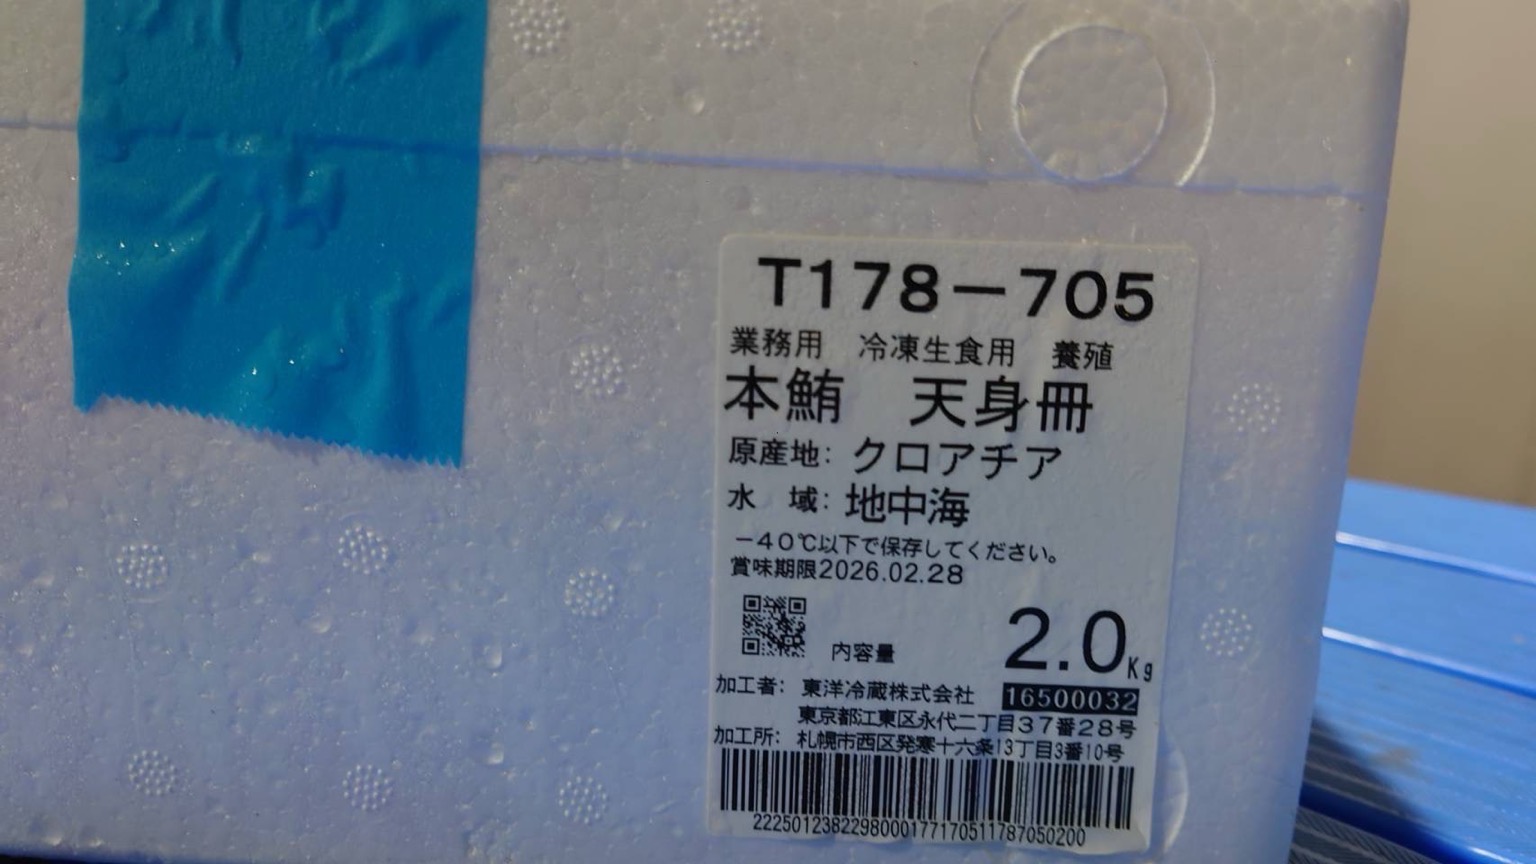 T178-705
業務用　冷凍生食用　養殖
本鮪　天身冊
原産地：クロアチア
水　域：地中海
－40℃以下で保存してください。
賞味期限2026.02.28
内容量 2.0Kg
加工者：東洋冷蔵株式会社 16500032
東京都江東区永代二丁目37番28号
加工所：札幌市西区発寒十六条13丁目3番10号
2225012382298000177170511787050200